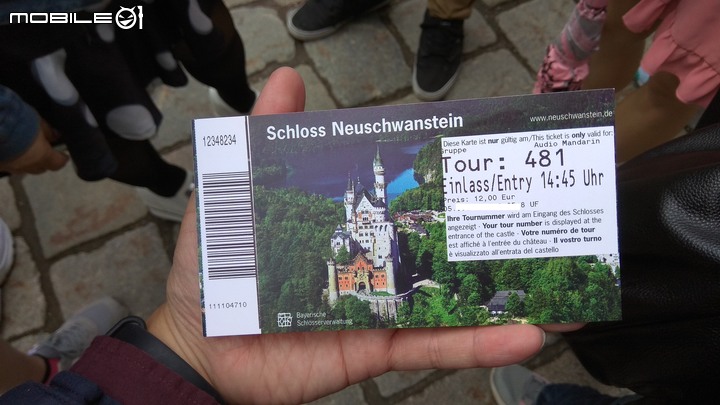 MOBILE01
12348234
Schloss Neuschwanstein
www.neuschwanstein.de
Diese Karte ist nur gültig am/This ticket is only valid for:
Gruppe Audio Mandarin
Tour: 481
Einlass/Entry 14:45 Uhr
Preis: 12,00 Eur
Ihre Tournummer wird am Eingang des Schlosses
angezeigt · Your tour number is displayed at the
entrance of the castle · Votre numéro de tour
est affiché à l'entrée du château · Il vostro turno
è visualizzato all'entrata del castello
111104710
Bayerische
Schlösserverwaltung